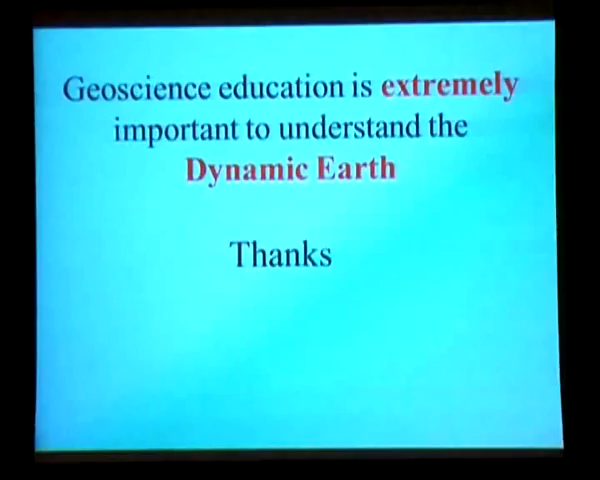 Geoscience education is extremely
important to understand the
Dynamic Earth
Thanks